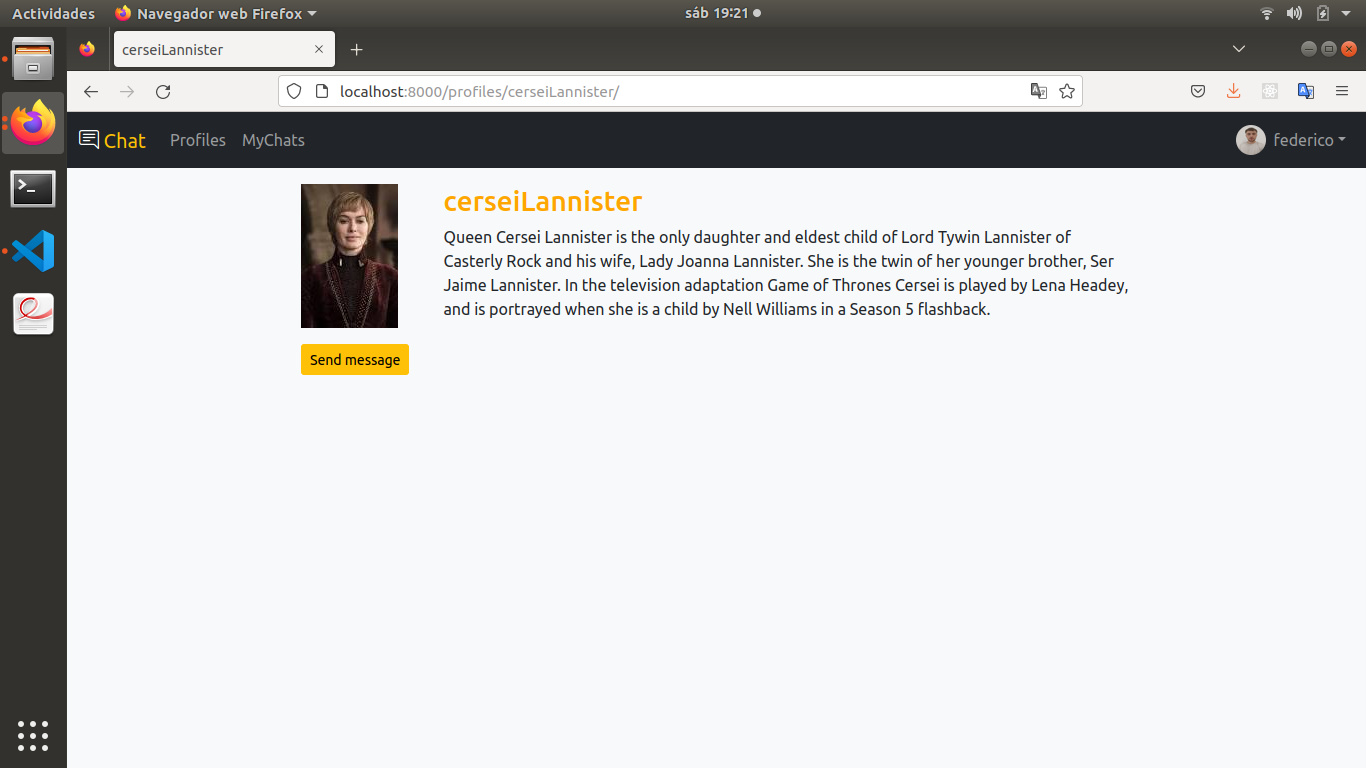 Actividades
Navegador web Firefox
sáb 19:21
cerseiLannister
localhost:8000/profiles/cerseiLannister/
Chat
Profiles
MyChats
federico
cerseiLannister
Queen Cersei Lannister is the only daughter and eldest child of Lord Tywin Lannister of
Casterly Rock and his wife, Lady Joanna Lannister. She is the twin of her younger brother, Ser
Jaime Lannister. In the television adaptation Game of Thrones Cersei is played by Lena Headey,
and is portrayed when she is a child by Nell Williams in a Season 5 flashback.
Send message